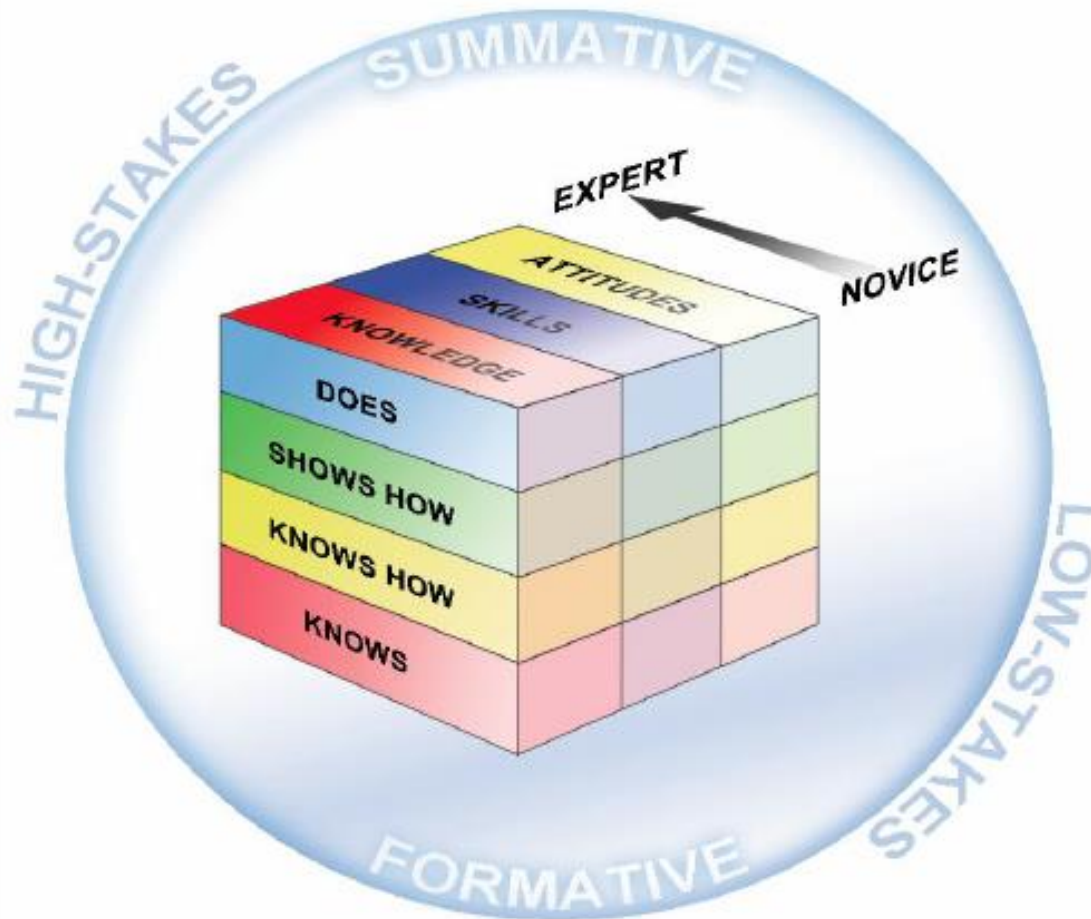 SUMMATIVE
HIGH-STAKES
EXPERT
NOVICE
ATTITUDES
SKILLS
KNOWLEDGE
DOES
SHOWS HOW
KNOWS HOW
KNOWS
LOW-STAKES
FORMATIVE